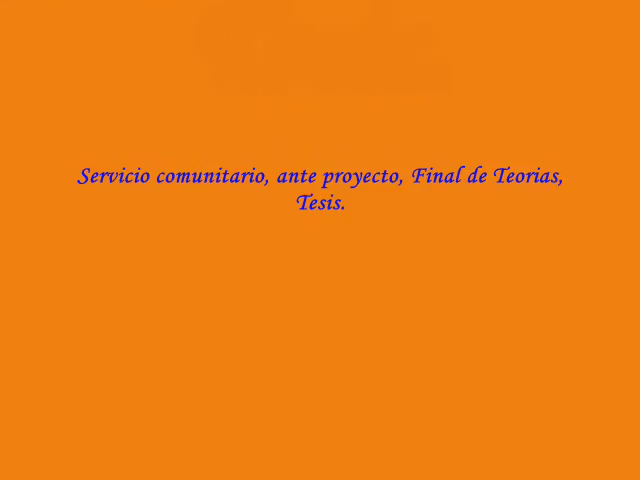 Servicio comunitario, ante proyecto, Final de Teorias,
Tesis.